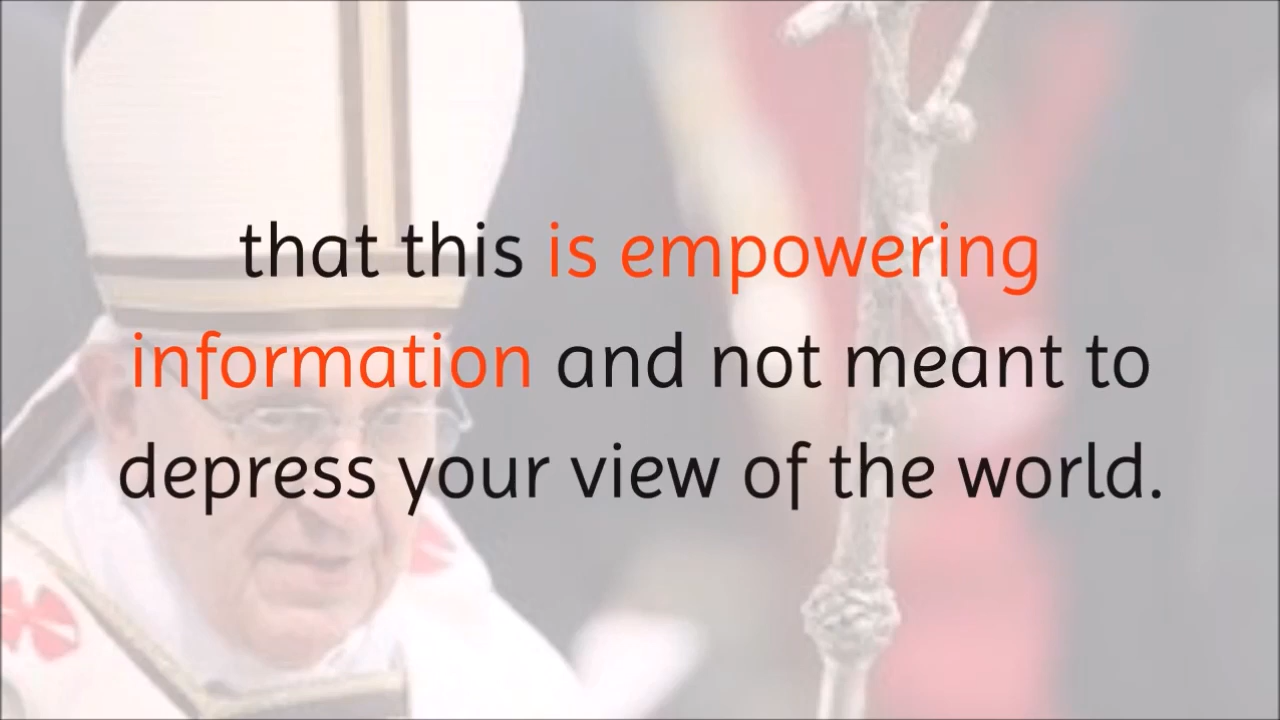 that this is empowering
information and not meant to
depress your view of the world.